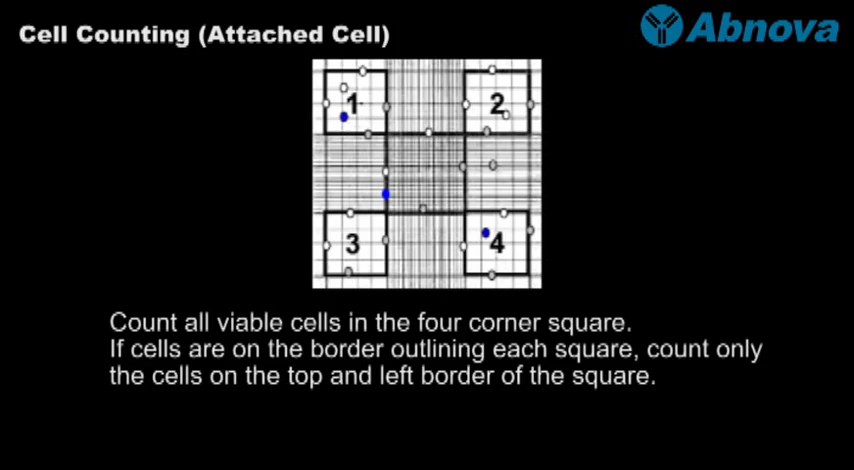 Cell Counting (Attached Cell)
Abnova
1
2
3
4
Count all viable cells in the four corner square.
If cells are on the border outlining each square, count only
the cells on the top and left border of the square.